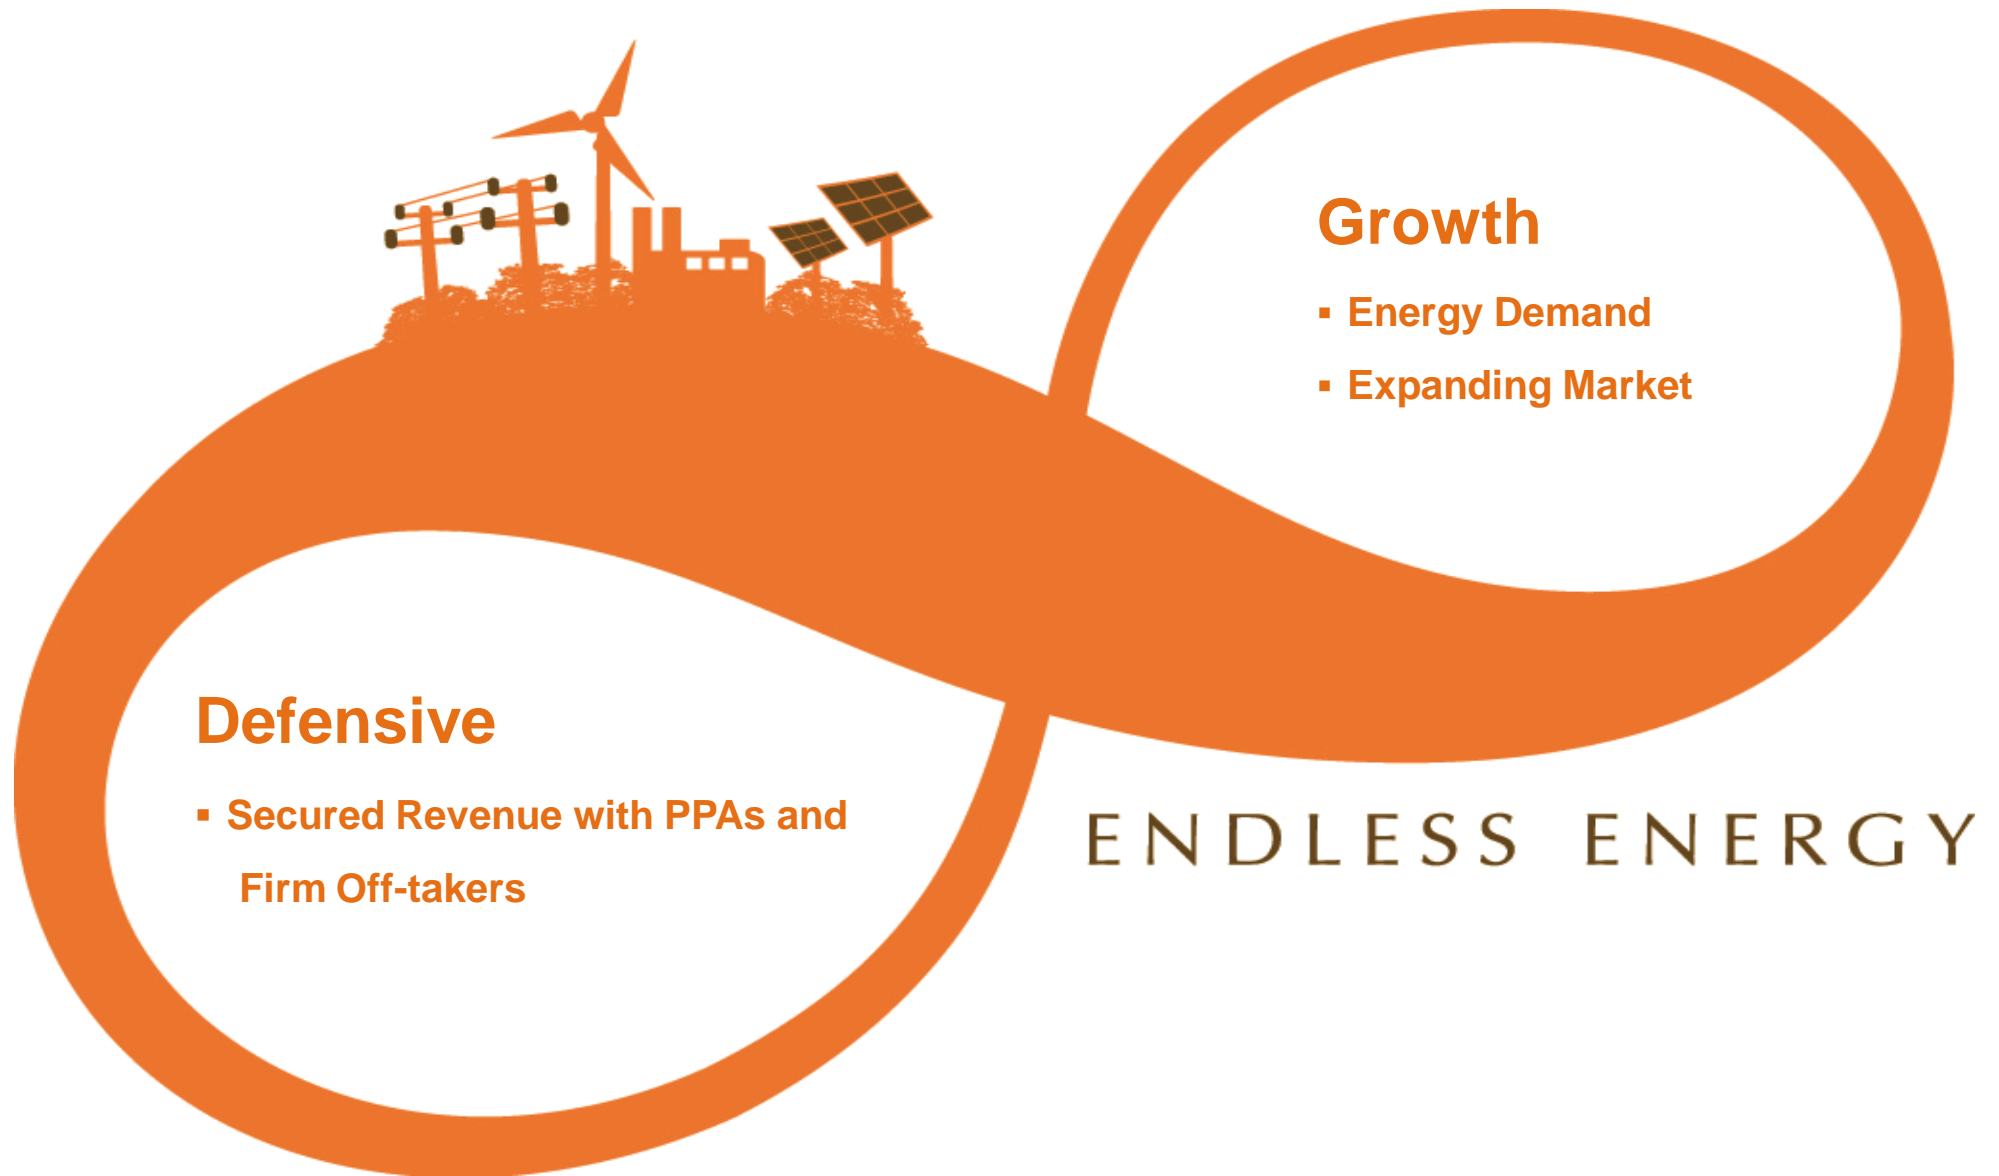 Growth
▪ Energy Demand
▪ Expanding Market
Defensive
▪ Secured Revenue with PPAs and
Firm Off-takers
ENDLESS ENERGY